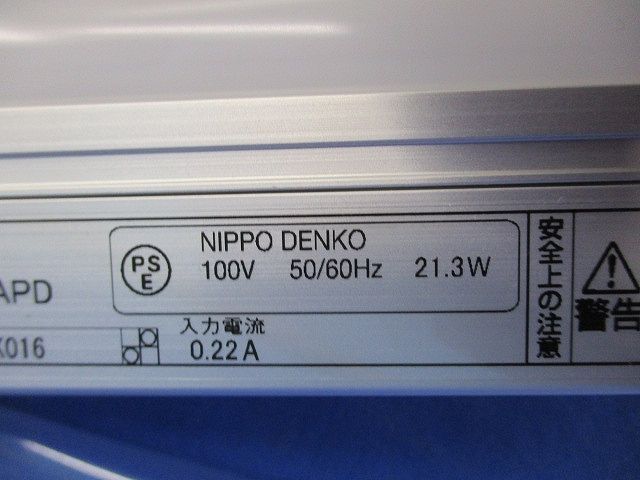 NIPPO DENKO
PS
E
100V 50/60Hz 21.3W
APD
入力電流
K016
0.22A
安全上の注意
警告